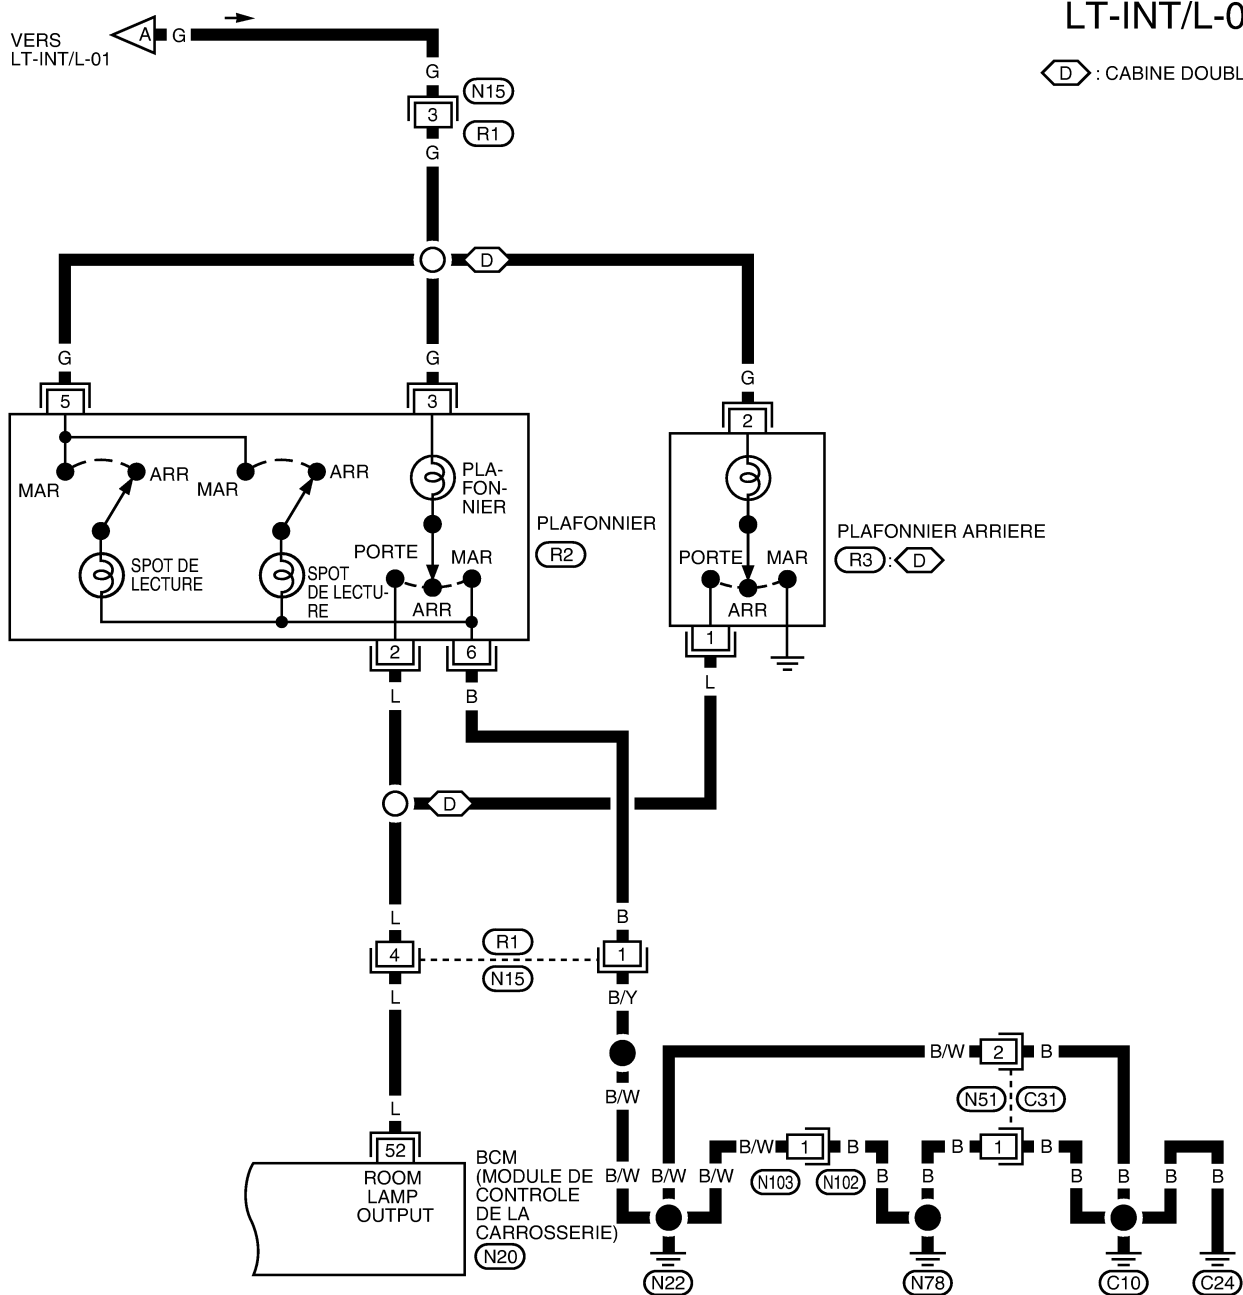 LT-INT/L-0
VERS
LT-INT/L-01
A
G
D : CABINE DOUBL
G
N15
3
R1
G
D
G
G
G
5
3
2
MAR
ARR
MAR
ARR
PLA-
FON-
NIER
PLAFONNIER
R2
PLAFONNIER ARRIERE
R3 : D
SPOT DE
LECTURE
SPOT
DE LECTU-
RE
PORTE
MAR
ARR
PORTE
MAR
ARR
2
6
1
L
B
L
D
L
B
4
R1
N15
1
L
B/Y
B/W
B/W
2
B
N51
C31
L
52
B/W
1
B
N103
N102
B
1
B
B/W
B/W
B/W
B
B
B
B
B
B
ROOM
LAMP
OUTPUT
BCM
(MODULE DE
CONTROLE
DE LA
CARROSSERIE)
N20
N22
N78
C10
C24